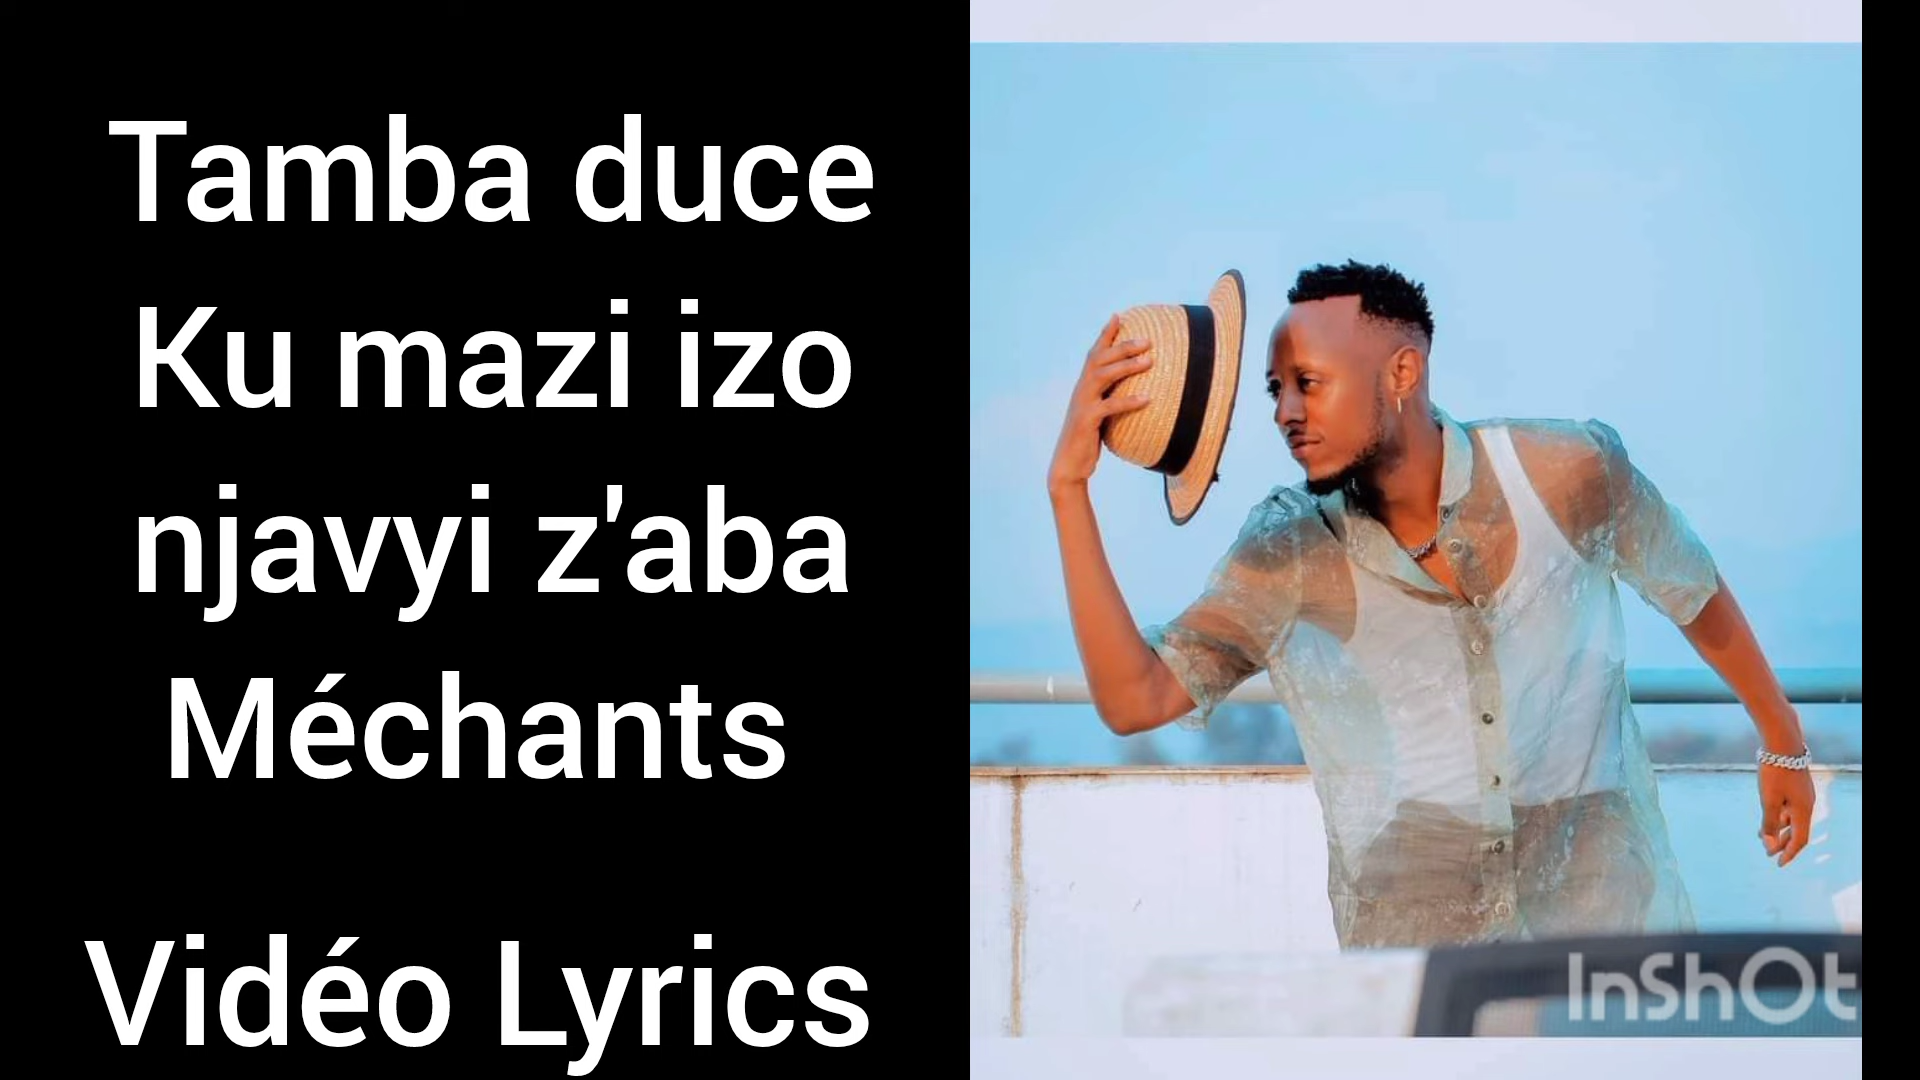 Tamba duce
Ku mazi izo
njavyi z'aba
Méchants
Vidéo Lyrics
InShOt